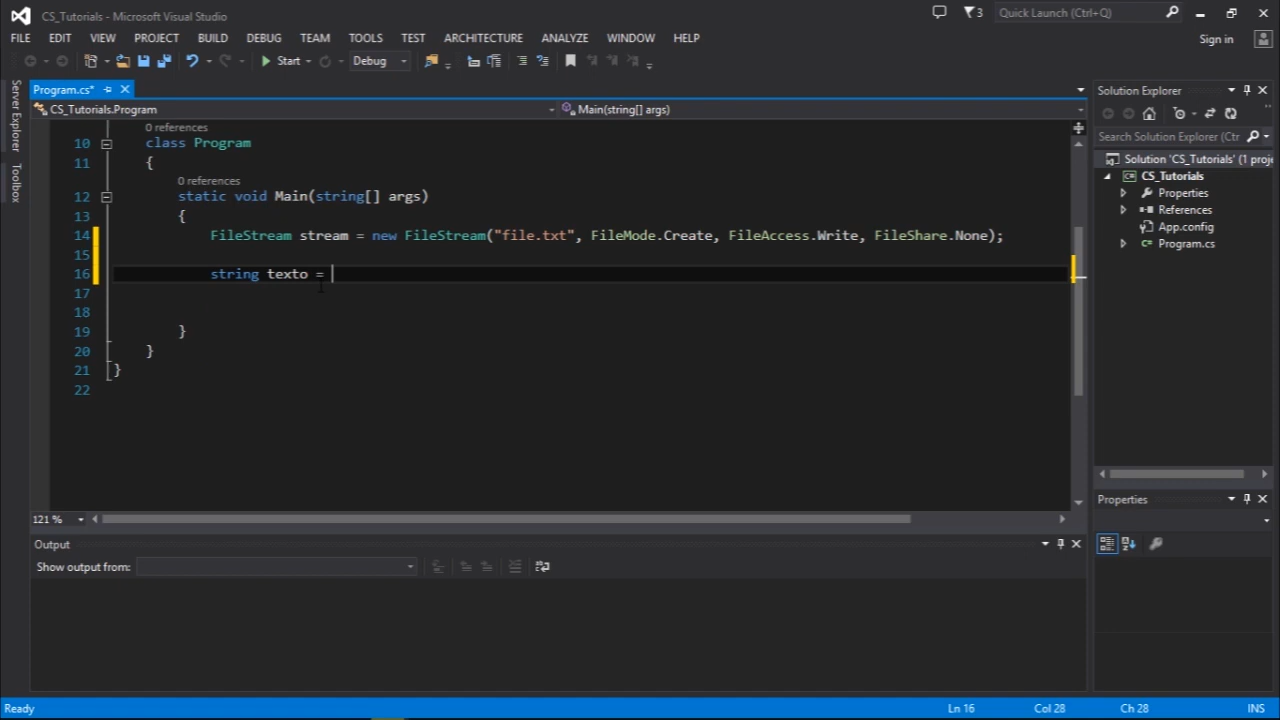 CS_Tutorials - Microsoft Visual Studio
3
Quick Launch (Ctrl+Q)
FILE EDIT VIEW PROJECT BUILD DEBUG TEAM TOOLS TEST ARCHITECTURE ANALYZE WINDOW HELP
Sign in
Start Debug
Server Explorer
Toolbox
Program.cs*
CS_Tutorials.Program
Main(string[] args)
0 references
10 class Program
11 {
0 references
12 static void Main(string[] args)
13 {
14 FileStream stream = new FileStream("file.txt", FileMode.Create, FileAccess.Write, FileShare.None);
15
16 string texto =
17
18
19 }
20 }
21 }
22
121 %
Solution Explorer
Search Solution Explorer (Ctrl
Solution 'CS_Tutorials' (1 proje
CS_Tutorials
Properties
References
App.config
Program.cs
Properties
Output
Show output from:
Ready
Ln 16 Col 28 Ch 28 INS